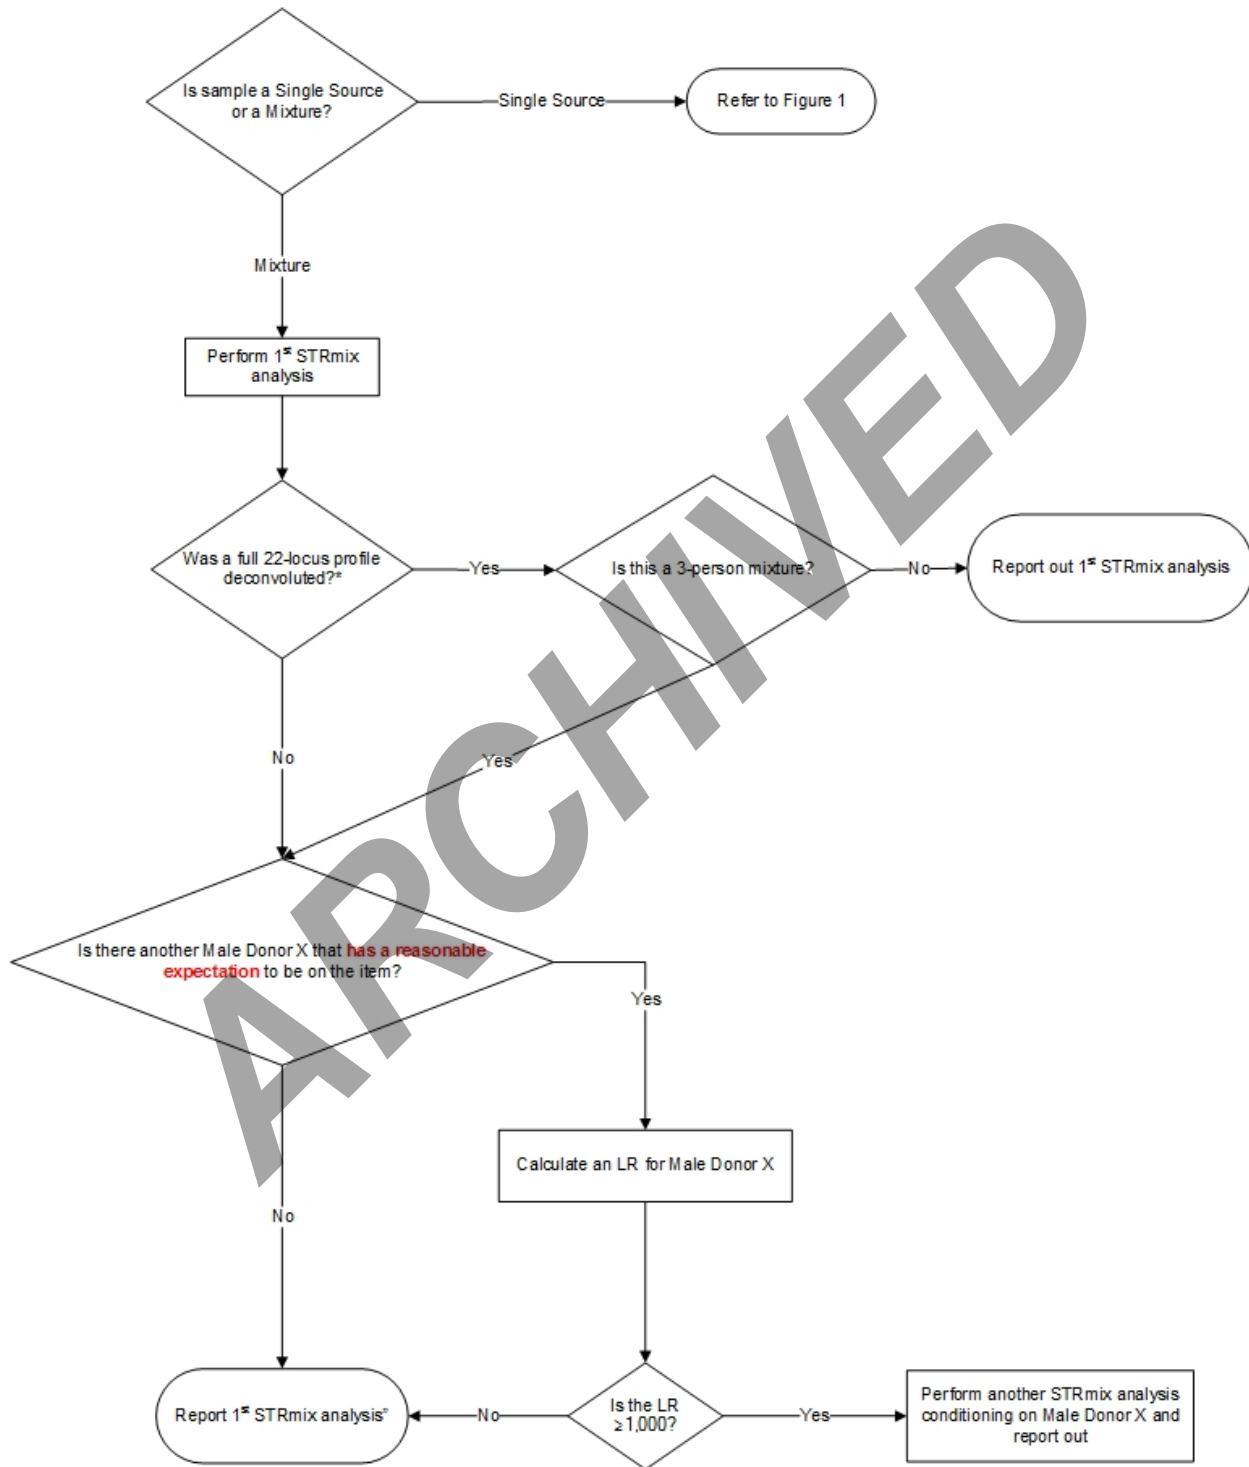 Is sample a Single Source
or a Mixture?
Single Source
Refer to Figure 1
Mixture
Perform 1st STRmix
analysis
Was a full 22-locus profile
deconvoluted?*
Yes
Is this a 3-person mixture?
No
Report out 1st STRmix analysis
No
Yes
Is there another Male Donor X that has a reasonable
expectation to be on the item?
Yes
Calculate an LR for Male Donor X
No
Report 1st STRmix analysis*
No
Is the LR
≥1,000?
Yes
Perform another STRmix analysis
conditioning on Male Donor X and
report out
ARCHIVED